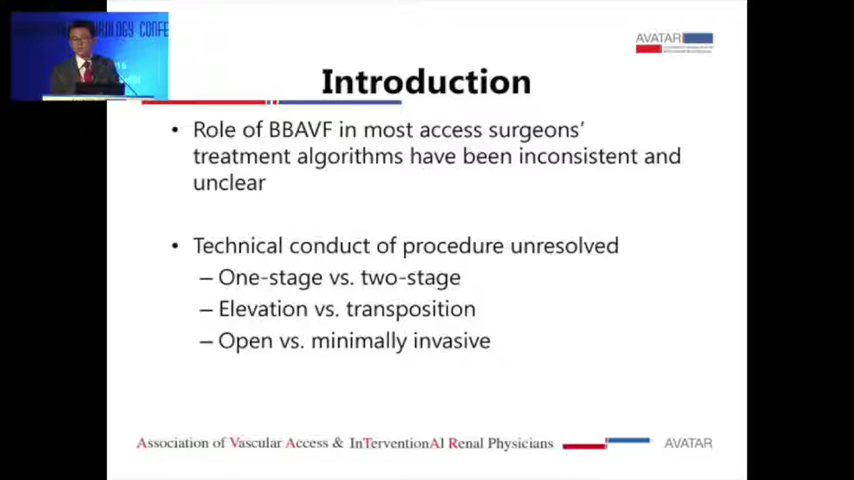 NOLOGY CONFE
AVATAR
Introduction
• Role of BBAVF in most access surgeons’
treatment algorithms have been inconsistent and
unclear
• Technical conduct of procedure unresolved
– One-stage vs. two-stage
– Elevation vs. transposition
– Open vs. minimally invasive
Association of Vascular Access & InTerventionAl Renal Physicians
AVATAR